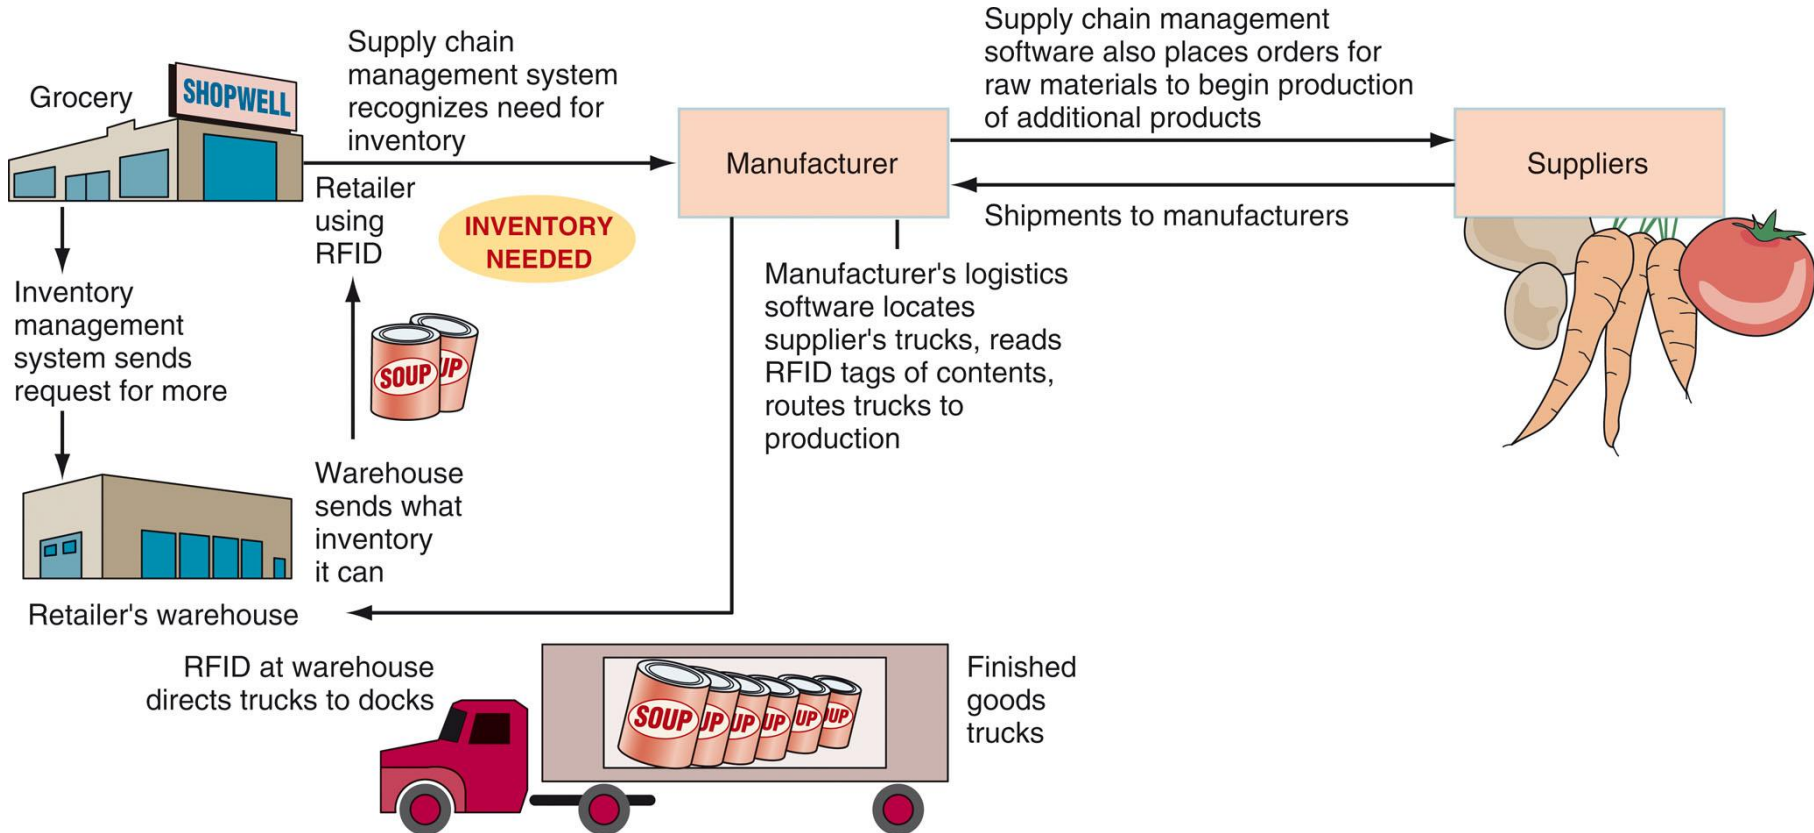 Grocery
SHOPWELL
Supply chain
management system
recognizes need for
inventory
Retailer
using
RFID
INVENTORY
NEEDED
Manufacturer
Supply chain management
software also places orders for
raw materials to begin production
of additional products
Suppliers
Shipments to manufacturers
Manufacturer's logistics
software locates
supplier's trucks, reads
RFID tags of contents,
routes trucks to
production
Inventory
management
system sends
request for more
SOUP
UP
Warehouse
sends what
inventory
it can
Retailer's warehouse
RFID at warehouse
directs trucks to docks
SOUP
UP
UP
UP
UP
OUP
Finished
goods
trucks